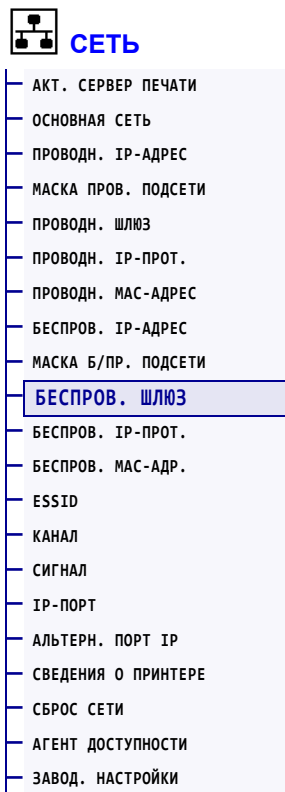 СЕТЬ
АКТ. СЕРВЕР ПЕЧАТИ
ОСНОВНАЯ СЕТЬ
ПРОВОДН. IP-АДРЕС
МАСКА ПРОВ. ПОДСЕТИ
ПРОВОДН. ШЛЮЗ
ПРОВОДН. IP-ПРОТ.
ПРОВОДН. MAC-АДРЕС
БЕСПРОВ. IP-АДРЕС
МАСКА Б/ПР. ПОДСЕТИ
БЕСПРОВ. ШЛЮЗ
БЕСПРОВ. IP-ПРОТ.
БЕСПРОВ. MAC-АДР.
ESSID
КАНАЛ
СИГНАЛ
IP-ПОРТ
АЛЬТЕРН. ПОРТ IP
СВЕДЕНИЯ О ПРИНТЕРЕ
СБРОС СЕТИ
АГЕНТ ДОСТУПНОСТИ
ЗАВОД. НАСТРОЙКИ